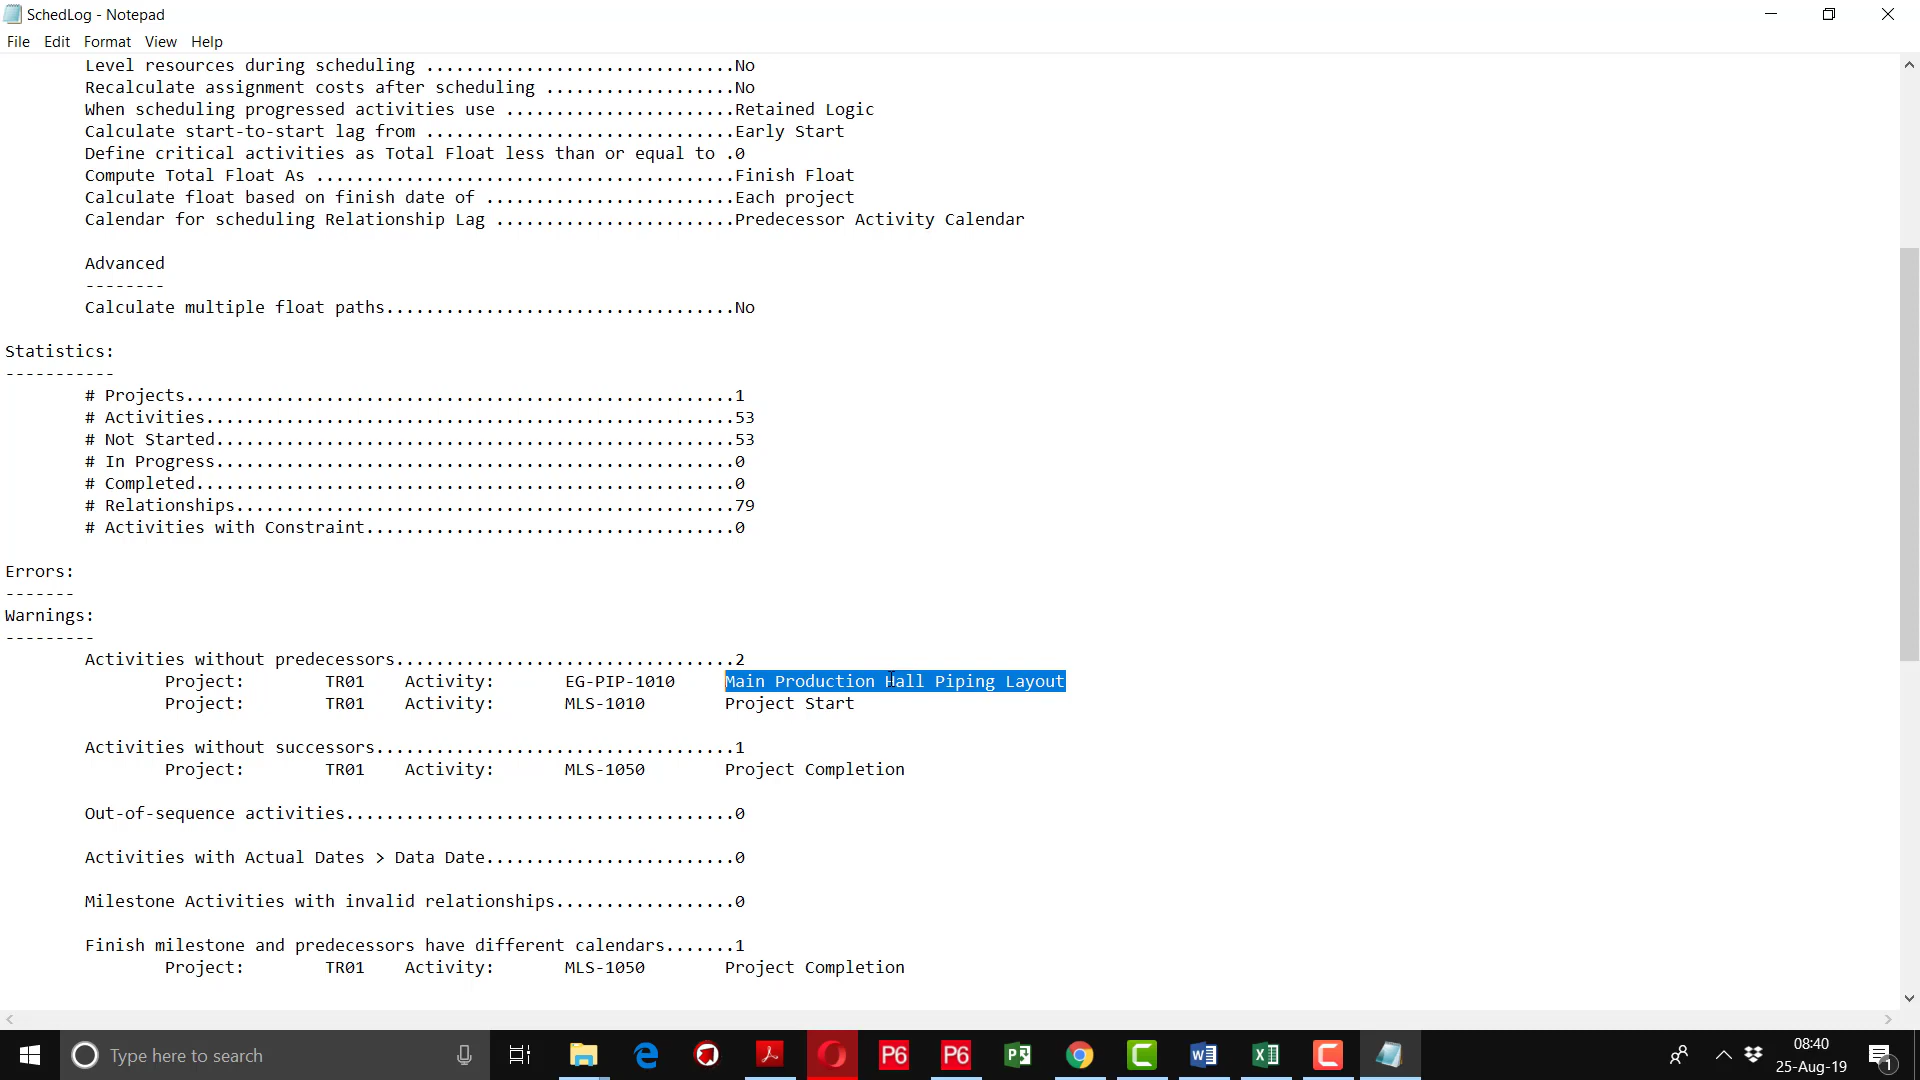 SchedLog - Notepad
File Edit Format View Help
Level resources during scheduling ...............................No
Recalculate assignment costs after scheduling ...................No
When scheduling progressed activities use .......................Retained Logic
Calculate start-to-start lag from ...............................Early Start
Define critical activities as Total Float less than or equal to .0
Compute Total Float As ..........................................Finish Float
Calculate float based on finish date of .........................Each project
Calendar for scheduling Relationship Lag ........................Predecessor Activity Calendar
Advanced
--------
Calculate multiple float paths...................................No
Statistics:
-----------
# Projects.......................................................1
# Activities.....................................................53
# Not Started....................................................53
# In Progress....................................................0
# Completed......................................................0
# Relationships..................................................79
# Activities with Constraint.....................................0
Errors:
-------
Warnings:
---------
Activities without predecessors..................................2
Project: TR01 Activity: EG-PIP-1010 Main Production Hall Piping Layout
Project: TR01 Activity: MLS-1010 Project Start
Activities without successors....................................1
Project: TR01 Activity: MLS-1050 Project Completion
Out-of-sequence activities.......................................0
Activities with Actual Dates > Data Date.........................0
Milestone Activities with invalid relationships..................0
Finish milestone and predecessors have different calendars.......1
Project: TR01 Activity: MLS-1050 Project Completion
Type here to search
P6
P6
08:40
25-Aug-19
1